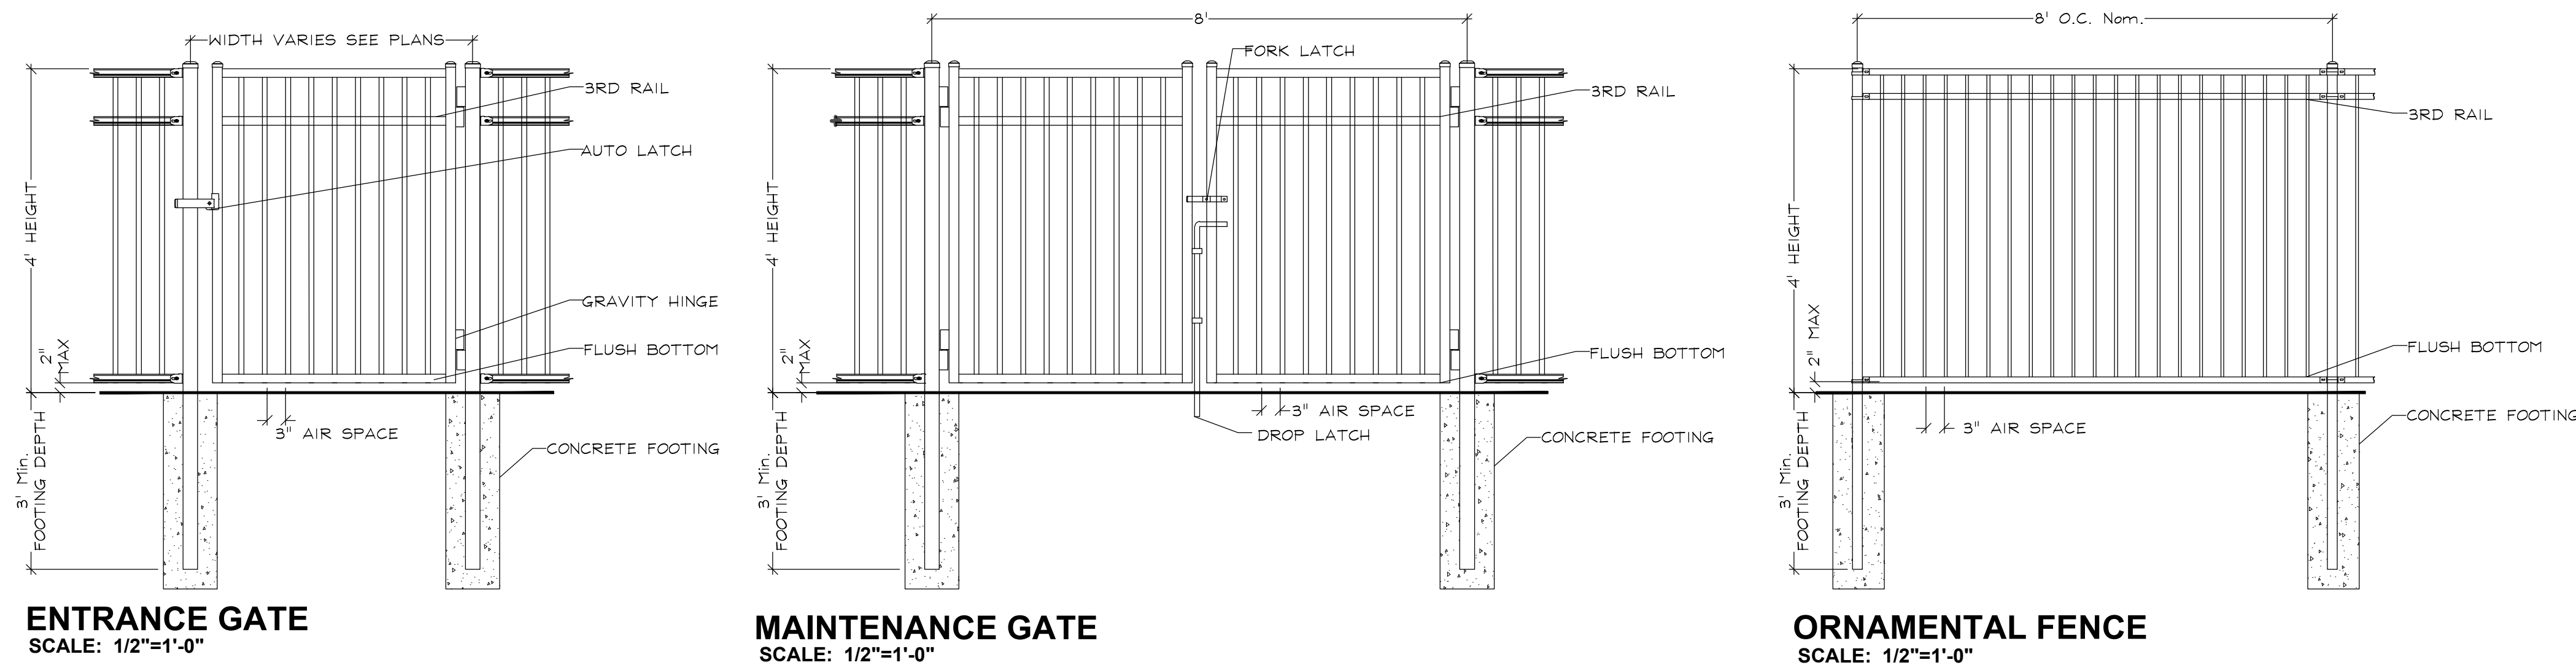 WIDTH VARIES SEE PLANS
3RD RAIL
AUTO LATCH
4' HEIGHT
GRAVITY HINGE
2"
MAX
FLUSH BOTTOM
3" AIR SPACE
CONCRETE FOOTING
3' Min.
FOOTING DEPTH
ENTRANCE GATE
SCALE: 1/2"=1'-0"
8'
FORK LATCH
3RD RAIL
4' HEIGHT
2"
MAX
FLUSH BOTTOM
3" AIR SPACE
DROP LATCH
CONCRETE FOOTING
3' Min.
FOOTING DEPTH
MAINTENANCE GATE
SCALE: 1/2"=1'-0"
8' O.C. Nom.
3RD RAIL
4' HEIGHT
2" MAX
FLUSH BOTTOM
3" AIR SPACE
CONCRETE FOOTING
3' Min.
FOOTING DEPTH
ORNAMENTAL FENCE
SCALE: 1/2"=1'-0"